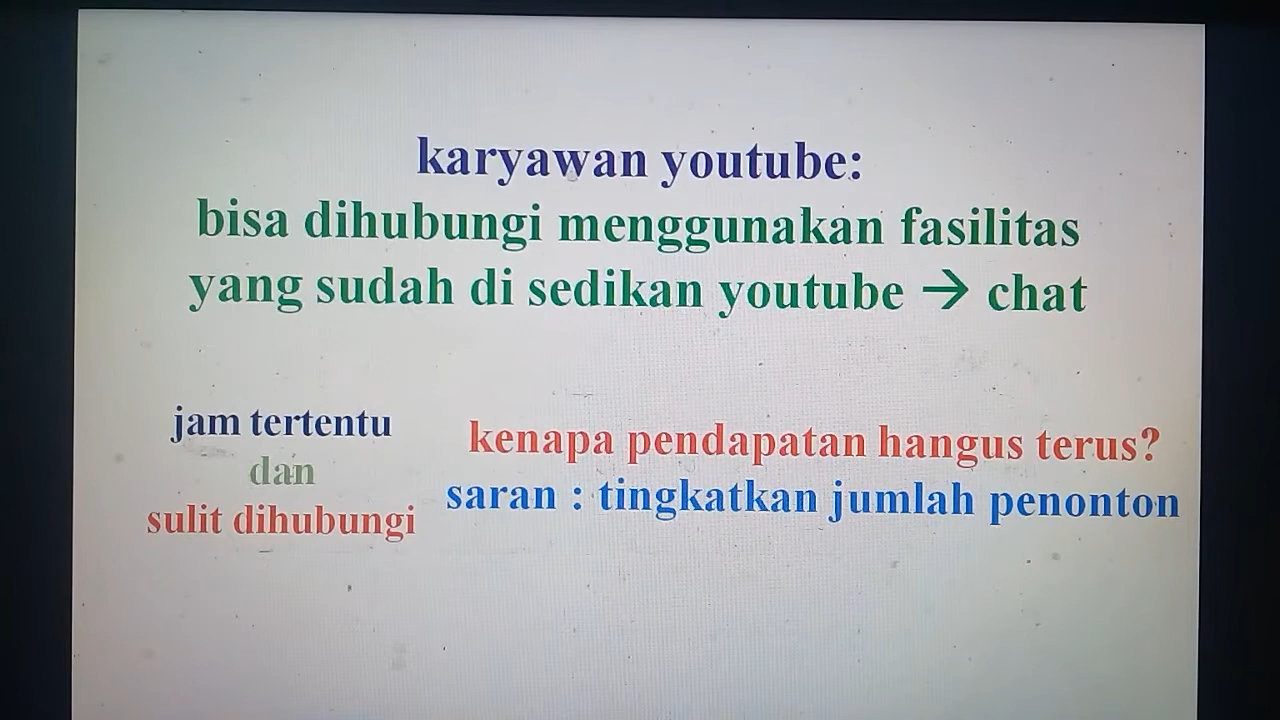 karyawan youtube:
bisa dihubungi menggunakan fasilitas
yang sudah di sedikan youtube → chat
jam tertentu
dan
sulit dihubungi
kenapa pendapatan hangus terus?
saran : tingkatkan jumlah penonton